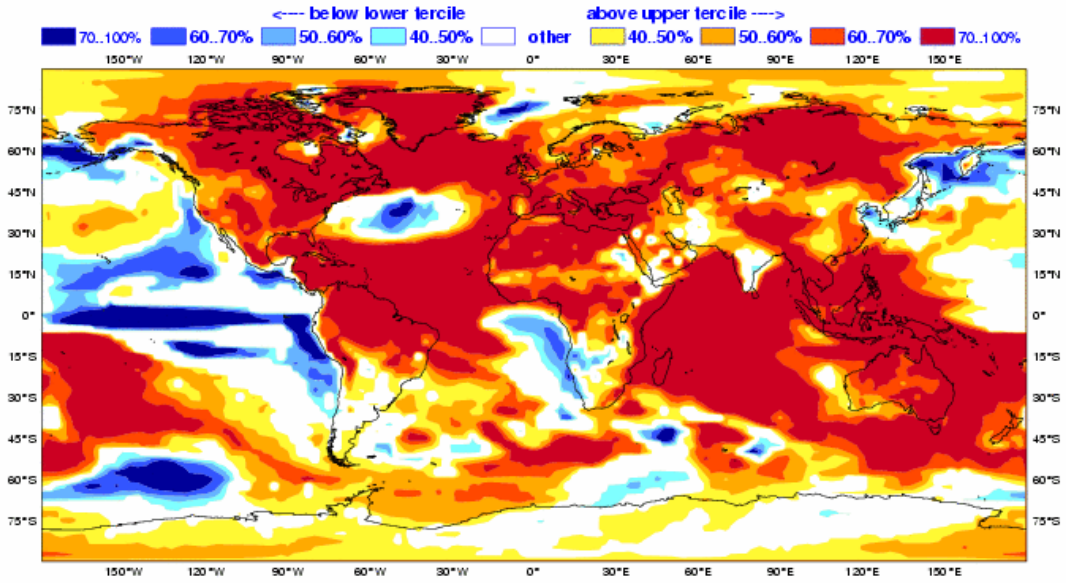 <---- below lower tercile above upper tercile ---->
70..100% 60..70% 50..60% 40..50% other 40..50% 50..60% 60..70% 70..100%
150°W 120°W 90°W 60°W 30°W 0° 30°E 60°E 90°E 120°E 150°E
75°N 75°N
60°N 60°N
45°N 45°N
30°N 30°N
15°N 15°N
0° 0°
15°S 15°S
30°S 30°S
45°S 45°S
60°S 60°S
75°S 75°S
150°W 120°W 90°W 60°W 30°W 0° 30°E 60°E 90°E 120°E 150°E